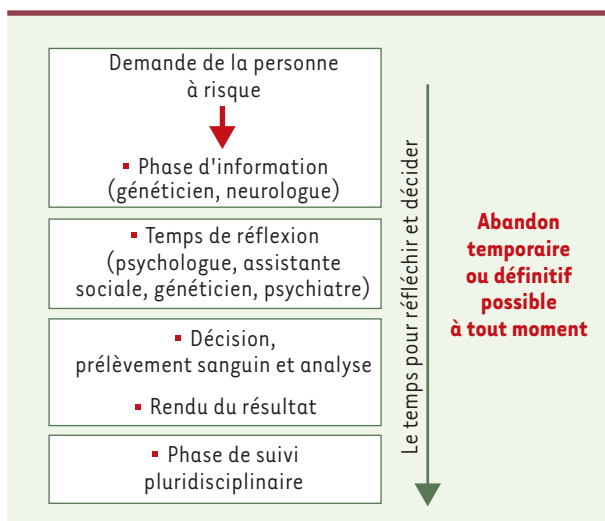 Demande de la personne
à risque
▪ Phase d'information
(généticien, neurologue)
▪ Temps de réflexion
(psychologue, assistante
sociale, généticien, psychiatre)
▪ Décision,
prélèvement sanguin et analyse
▪ Rendu du résultat
▪ Phase de suivi
pluridisciplinaire
Le temps pour réfléchir et décider
Abandon
temporaire
ou définitif
possible
à tout moment